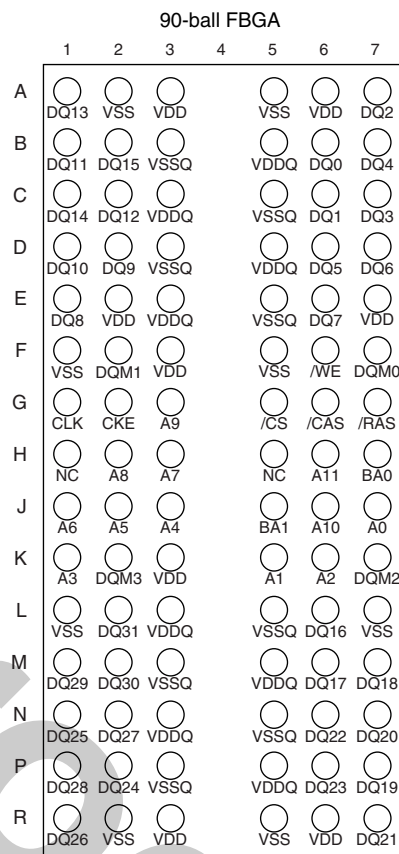 90-ball FBGA
1 2 3 4 5 6 7
A
DQ13 VSS VDD VSS VDD DQ2
B
DQ11 DQ15 VSSQ VDDQ DQ0 DQ4
C
DQ14 DQ12 VDDQ VSSQ DQ1 DQ3
D
DQ10 DQ9 VSSQ VDDQ DQ5 DQ6
E
DQ8 VDD VDDQ VSSQ DQ7 VDD
F
VSS DQM1 VDD VSS /WE DQM0
G
CLK CKE A9 /CS /CAS /RAS
H
NC A8 A7 NC A11 BA0
J
A6 A5 A4 BA1 A10 A0
K
A3 DQM3 VDD A1 A2 DQM2
L
VSS DQ31 VDDQ VSSQ DQ16 VSS
M
DQ29 DQ30 VSSQ VDDQ DQ17 DQ18
N
DQ25 DQ27 VDDQ VSSQ DQ22 DQ20
P
DQ28 DQ24 VSSQ VDDQ DQ23 DQ19
R
DQ26 VSS VDD VSS VDD DQ21